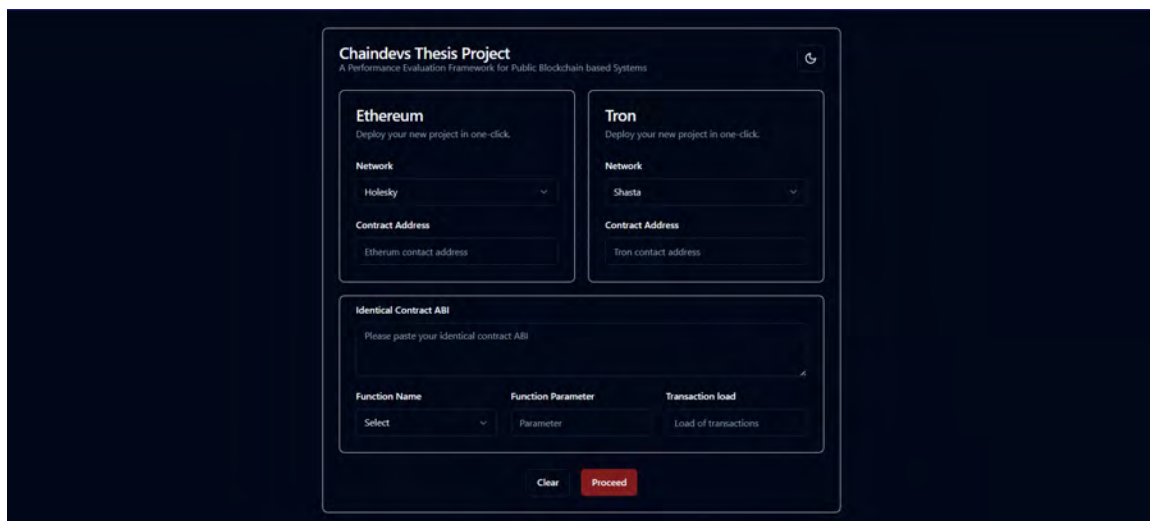 Chaindevs Thesis Project
A Performance Evaluation Framework for Public Blockchain based Systems
Ethereum
Deploy your new project in one-click.
Network
Holesky
Contract Address
Etherum contact address
Tron
Deploy your new project in one-click.
Network
Shasta
Contract Address
Tron contact address
Identical Contract ABI
Please paste your identical contract ABI
Function Name
Select
Function Parameter
Parameter
Transaction load
Load of transactions
Clear
Proceed